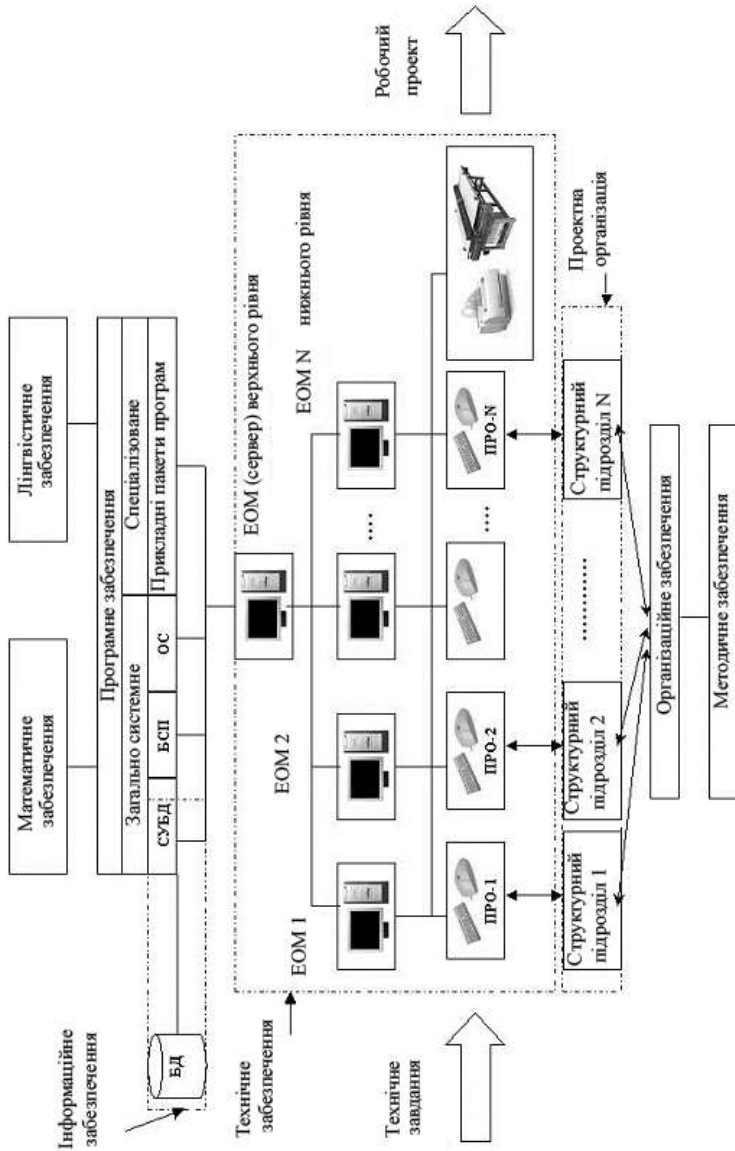 Математичне
забезпечення
Лінгвістичне
забезпечення
Програмне забезпечення
Загально системне
Спеціалізоване
СУБД
БСП
ОС
Прикладні пакети програм
Інформаційне
забезпечення
БД
ЕОМ (сервер) верхнього рівня
Технічне
забезпечення
ЕОМ 1
ЕОМ 2
ЕОМ N
нижнього рівня
....
ПРО-1
ПРО-2
....
ПРО-N
Технічне
завдання
Робочий
проект
Структурний
підрозділ 1
Структурний
підрозділ 2
............
Структурний
підрозділ N
Проектна
організація
Організаційне забезпечення
Методичне забезпечення